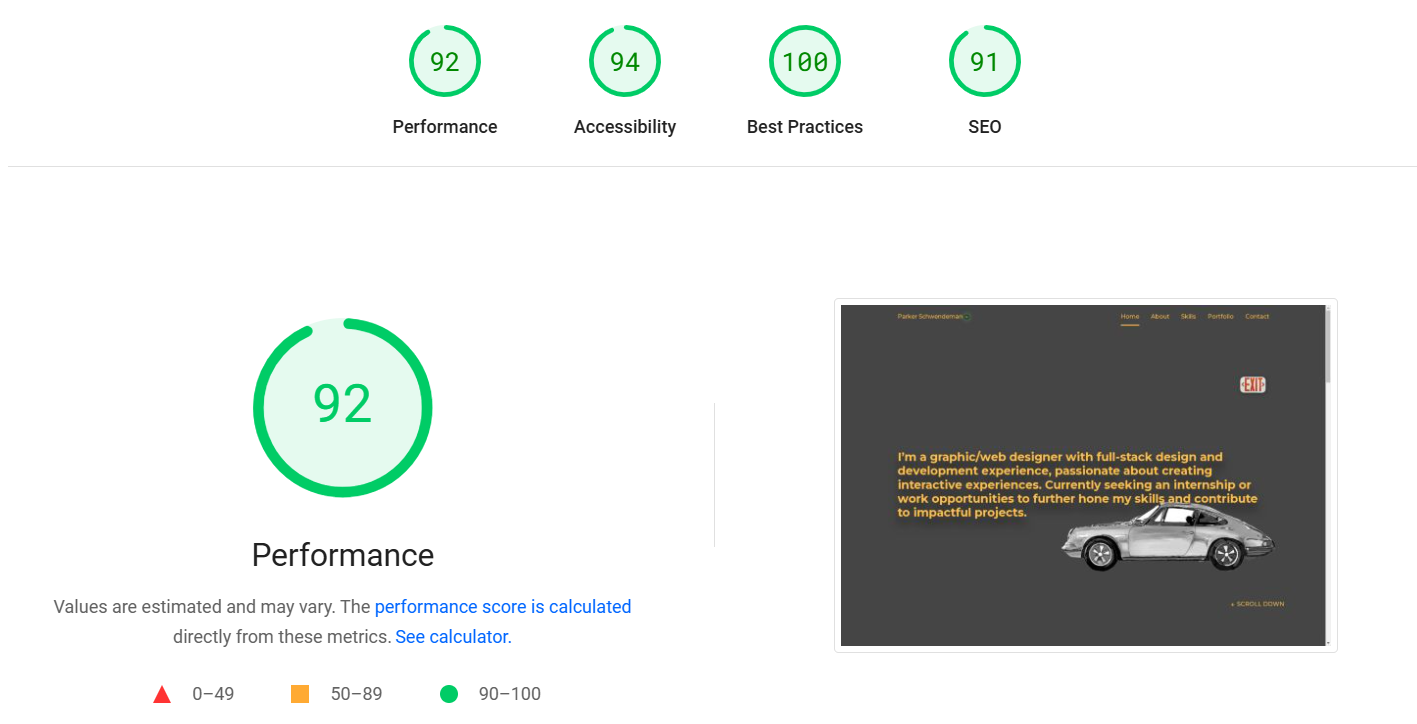 92
94
100
91
Performance
Accessibility
Best Practices
SEO
92
Performance
Values are estimated and may vary. The performance score is calculated
directly from these metrics. See calculator.
0–49
50–89
90–100
Parker Schwendeman
Home
About
Skills
Portfolio
Contact
EXIT
I'm a graphic/web designer with full-stack design and
development experience, passionate about creating
interactive experiences. Currently seeking an internship or
work opportunities to further hone my skills and contribute
to impactful projects.
SCROLL DOWN